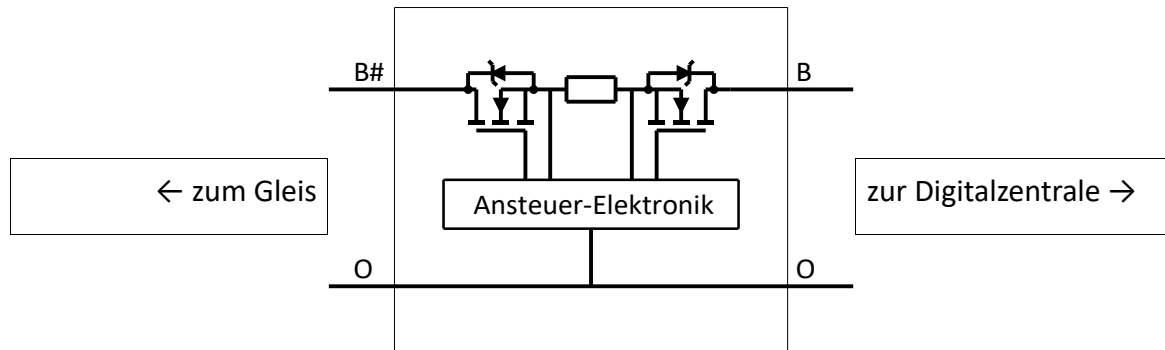 B#
B
← zum Gleis
Ansteuer-Elektronik
zur Digitalzentrale →
O
O